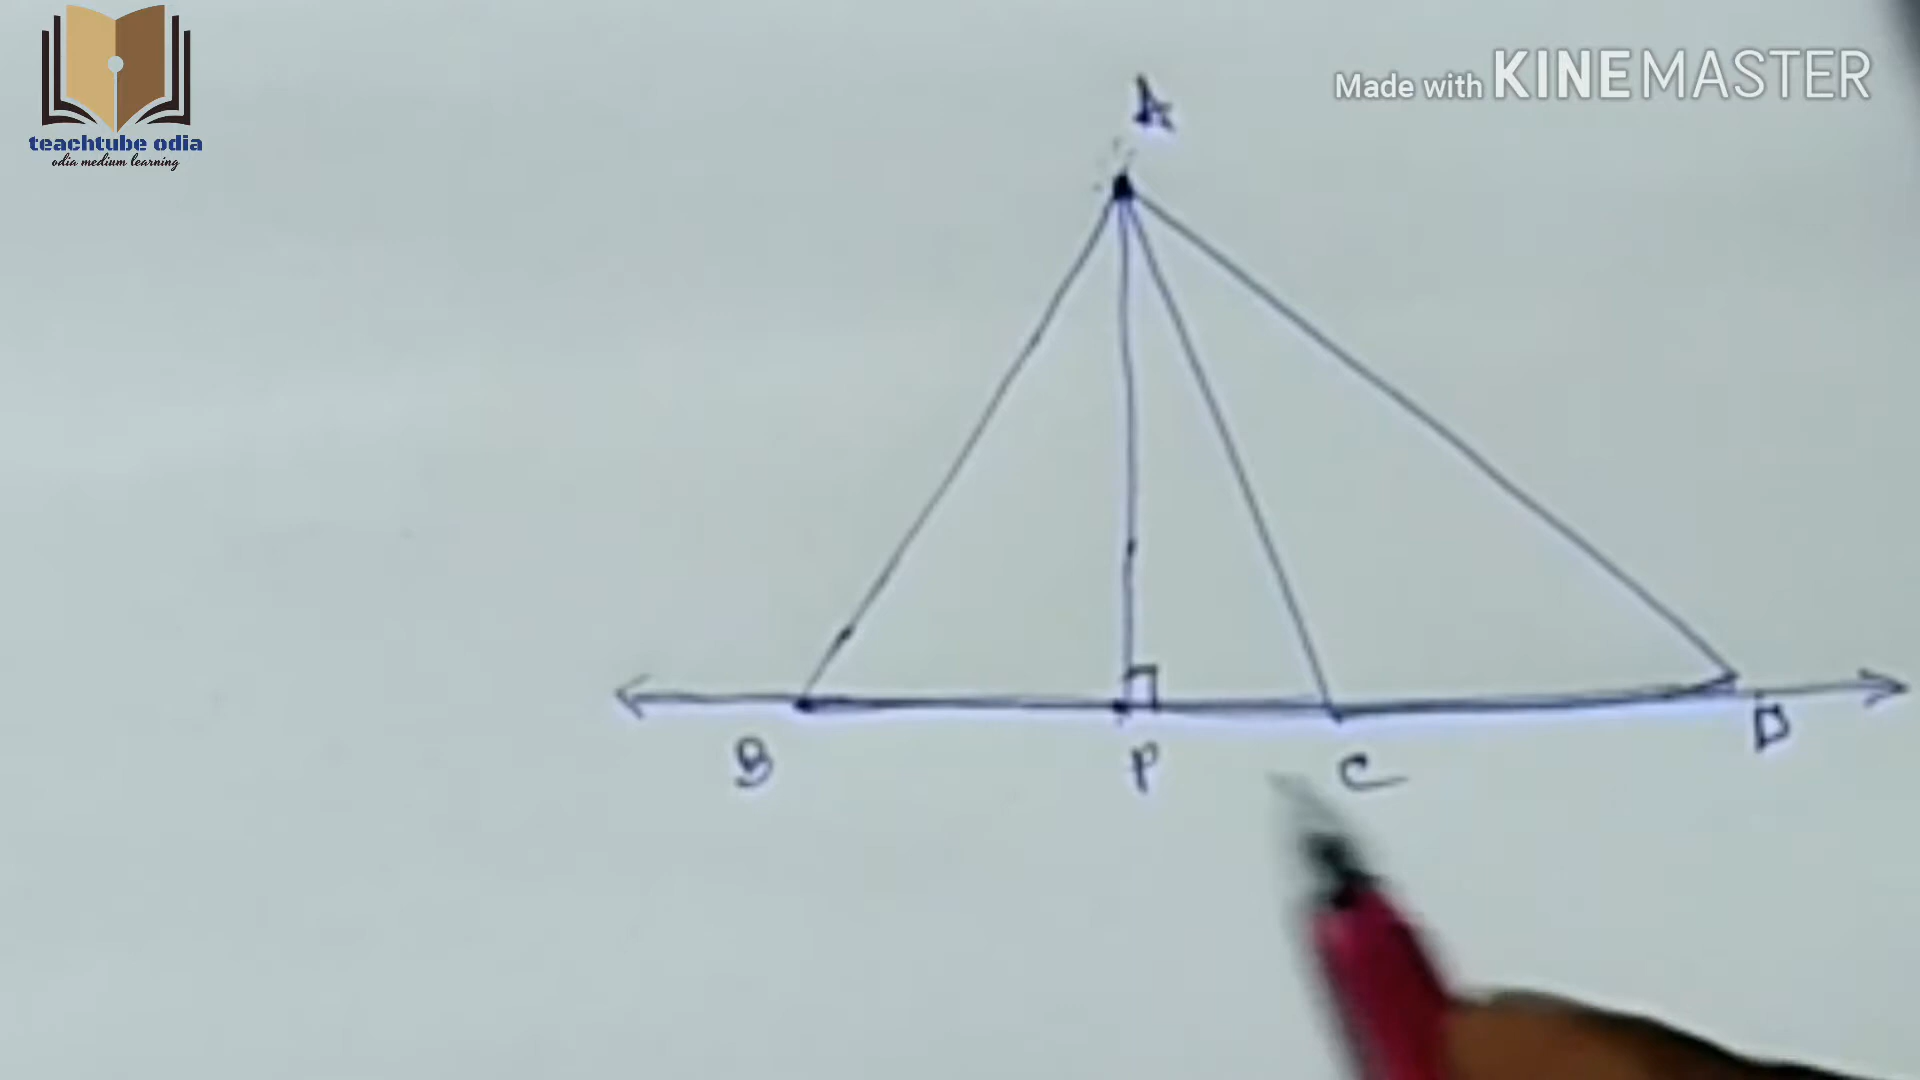 teachtube odia
odia medium learning
Made with KINEMASTER
A
B
P
C
D